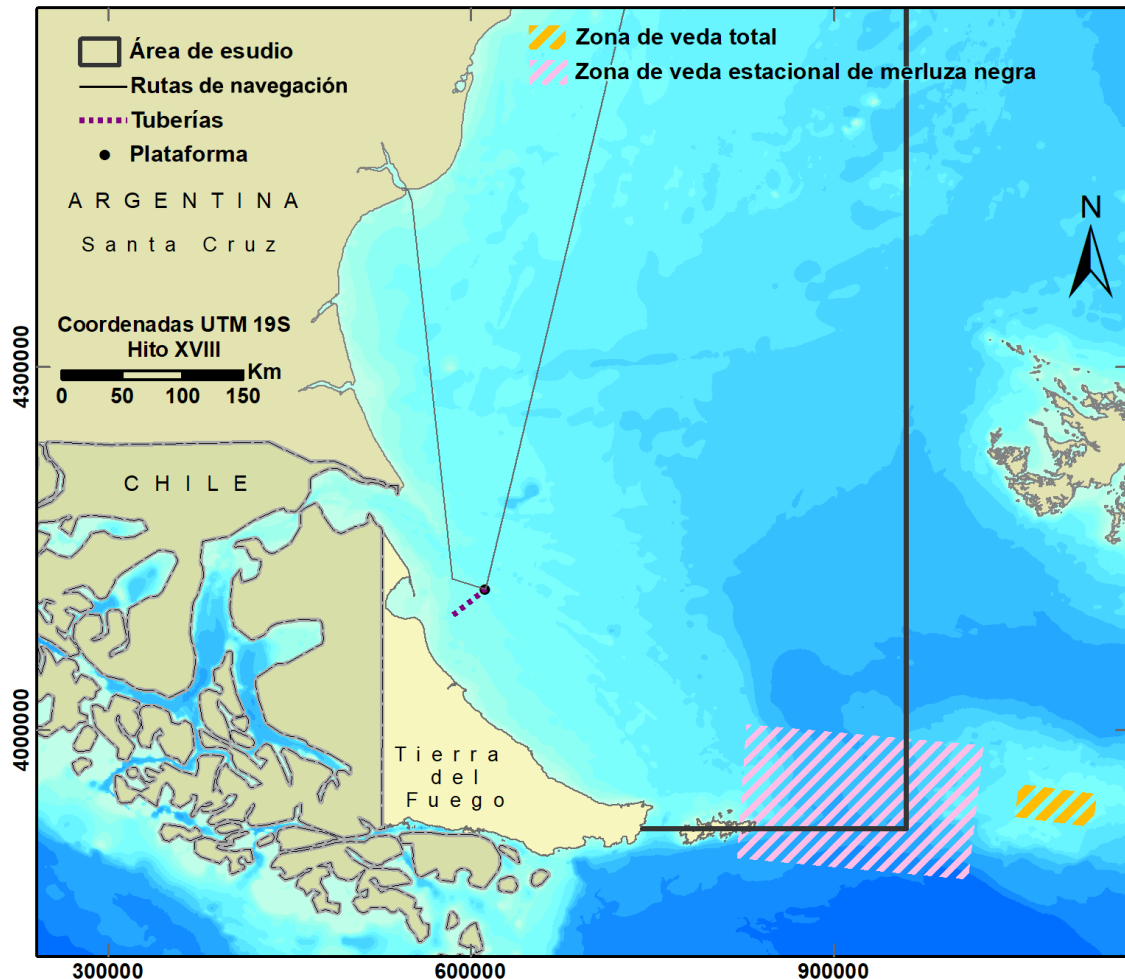 Área de esudio
Rutas de navegación
Tuberías
Plataforma
Zona de veda total
Zona de veda estacional de merluza negra
ARGENTINA
Santa Cruz
N
Coordenadas UTM 19S
Hito XVIII
Km
0 50 100 150
CHILE
Tierra
del
Fuego
4300000
4000000
300000 600000 900000